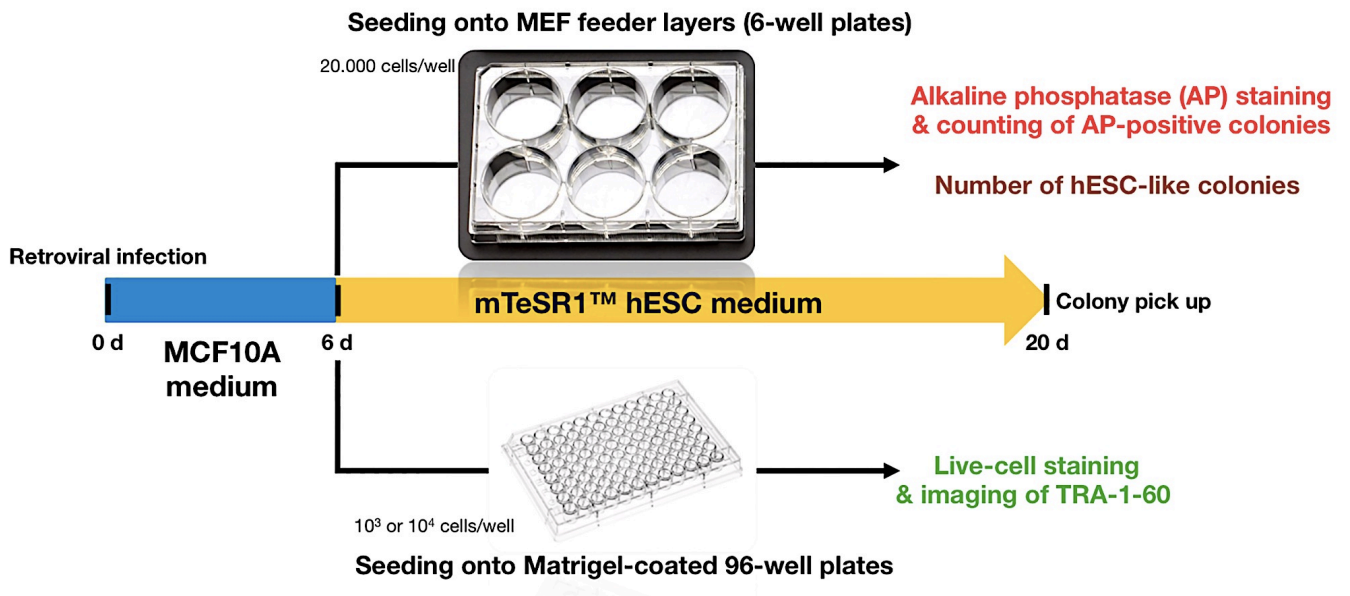 Seeding onto MEF feeder layers (6-well plates)
20.000 cells/well
Alkaline phosphatase (AP) staining
& counting of AP-positive colonies
Number of hESC-like colonies
Retroviral infection
mTeSR1™ hESC medium
Colony pick up
0 d
6 d
20 d
MCF10A
medium
Live-cell staining
& imaging of TRA-1-60
10³ or 10⁴ cells/well
Seeding onto Matrigel-coated 96-well plates